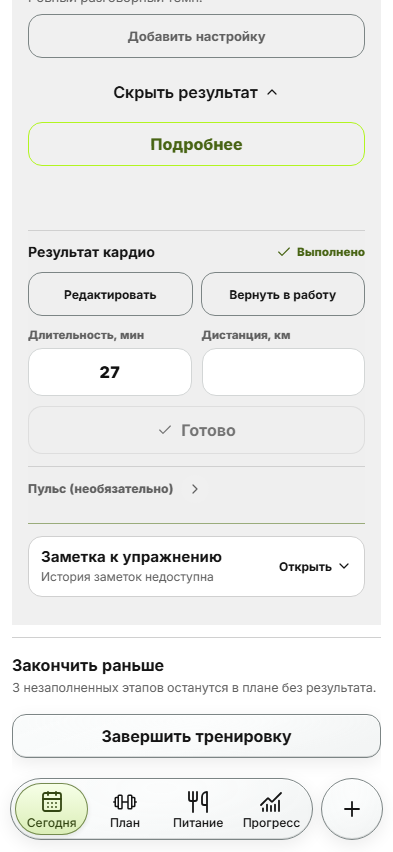 Добавить настройку
Скрыть результат
Подробнее
Результат кардио
Выполнено
Редактировать
Вернуть в работу
Длительность, мин
Дистанция, км
27
Готово
Пульс (необязательно)
Заметка к упражнению
История заметок недоступна
Открыть
Закончить раньше
3 незаполненных этапов останутся в плане без результата.
Завершить тренировку
Сегодня
План
Питание
Прогресс